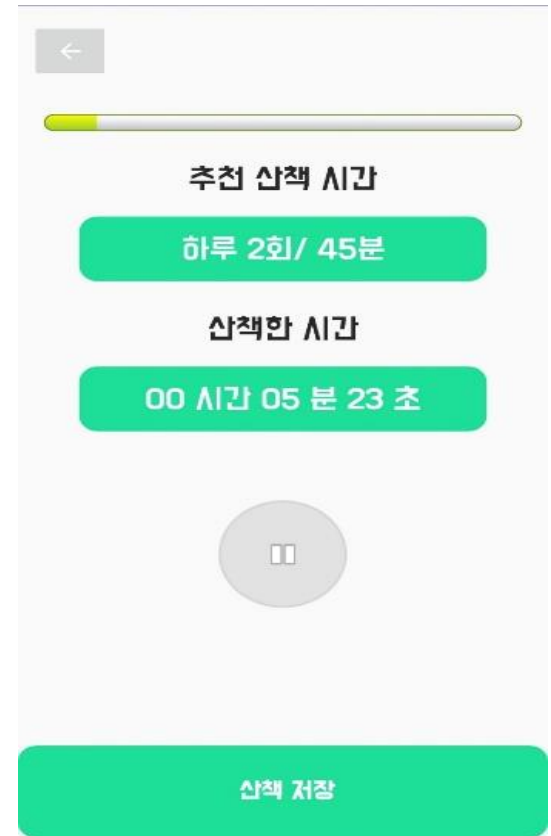 추천 산책 시간
하루 2회/ 45분
산책한 시간
00 시간 05 분 23 초
산책 저장